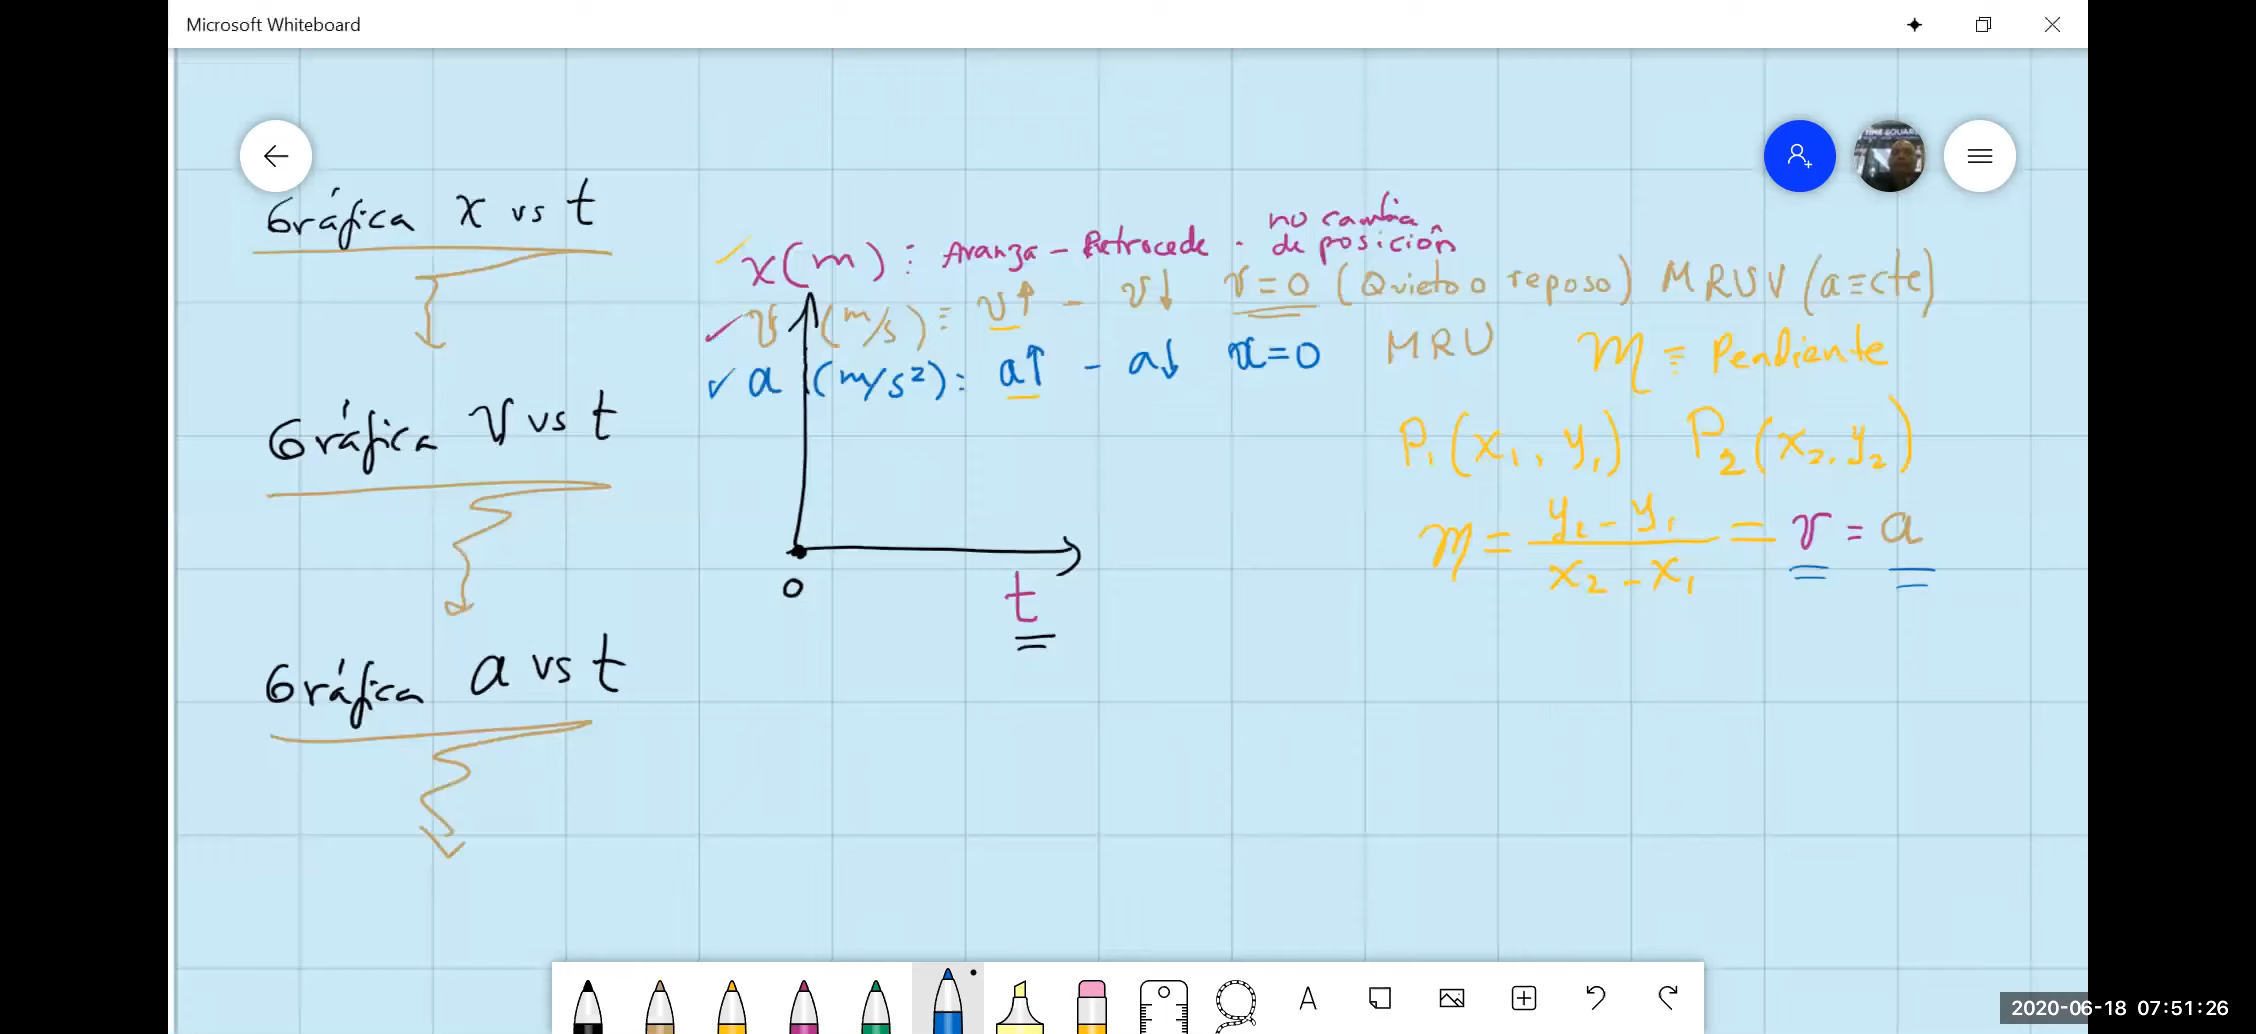 Microsoft Whiteboard
Gráfica x vs t
x(m) : Avanza - Retrocede . no cambia de posición
v (m/s) ≡ v↑ - v↓ v=0 (Quieto o reposo) MRUV (a=cte)
a (m/s²) : a↑ - a↓ a=0 MRU m ≡ Pendiente
Gráfica v vs t
P₁(x₁, y₁) P₂(x₂, y₂)
m = (y₂ - y₁)/(x₂ - x₁) = v = a
0
t
Gráfica a vs t
A
2020-06-18 07:51:26